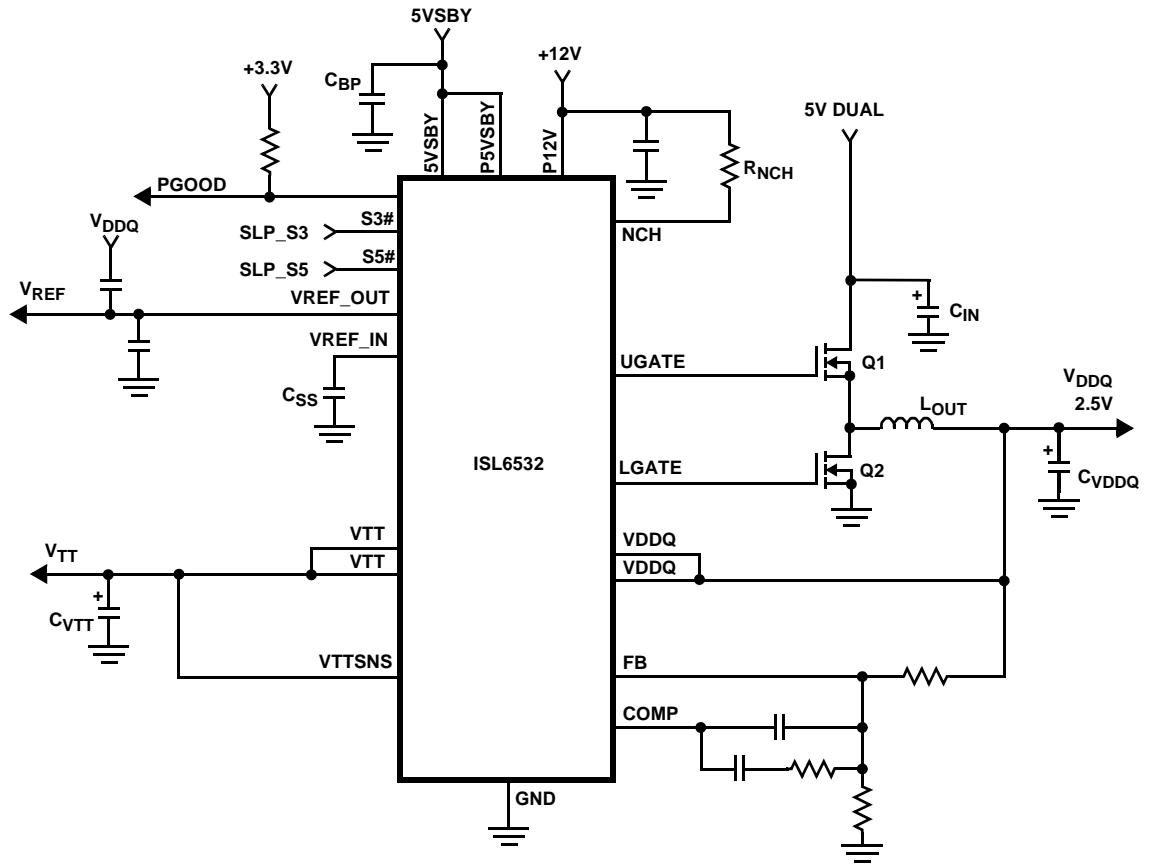 5VSBY
+3.3V
CBP
+12V
5V DUAL
5VSBY
P5VSBY
P12V
RNCH
PGOOD
NCH
VDDQ
SLP_S3
S3#
SLP_S5
S5#
VREF
VREF_OUT
CIN
VREF_IN
CSS
UGATE
Q1
LOUT
VDDQ
2.5V
ISL6532
LGATE
Q2
CVDDQ
VTT
VTT
VTT
VDDQ
VDDQ
CVTT
VTTSNS
FB
COMP
GND
+
+
+